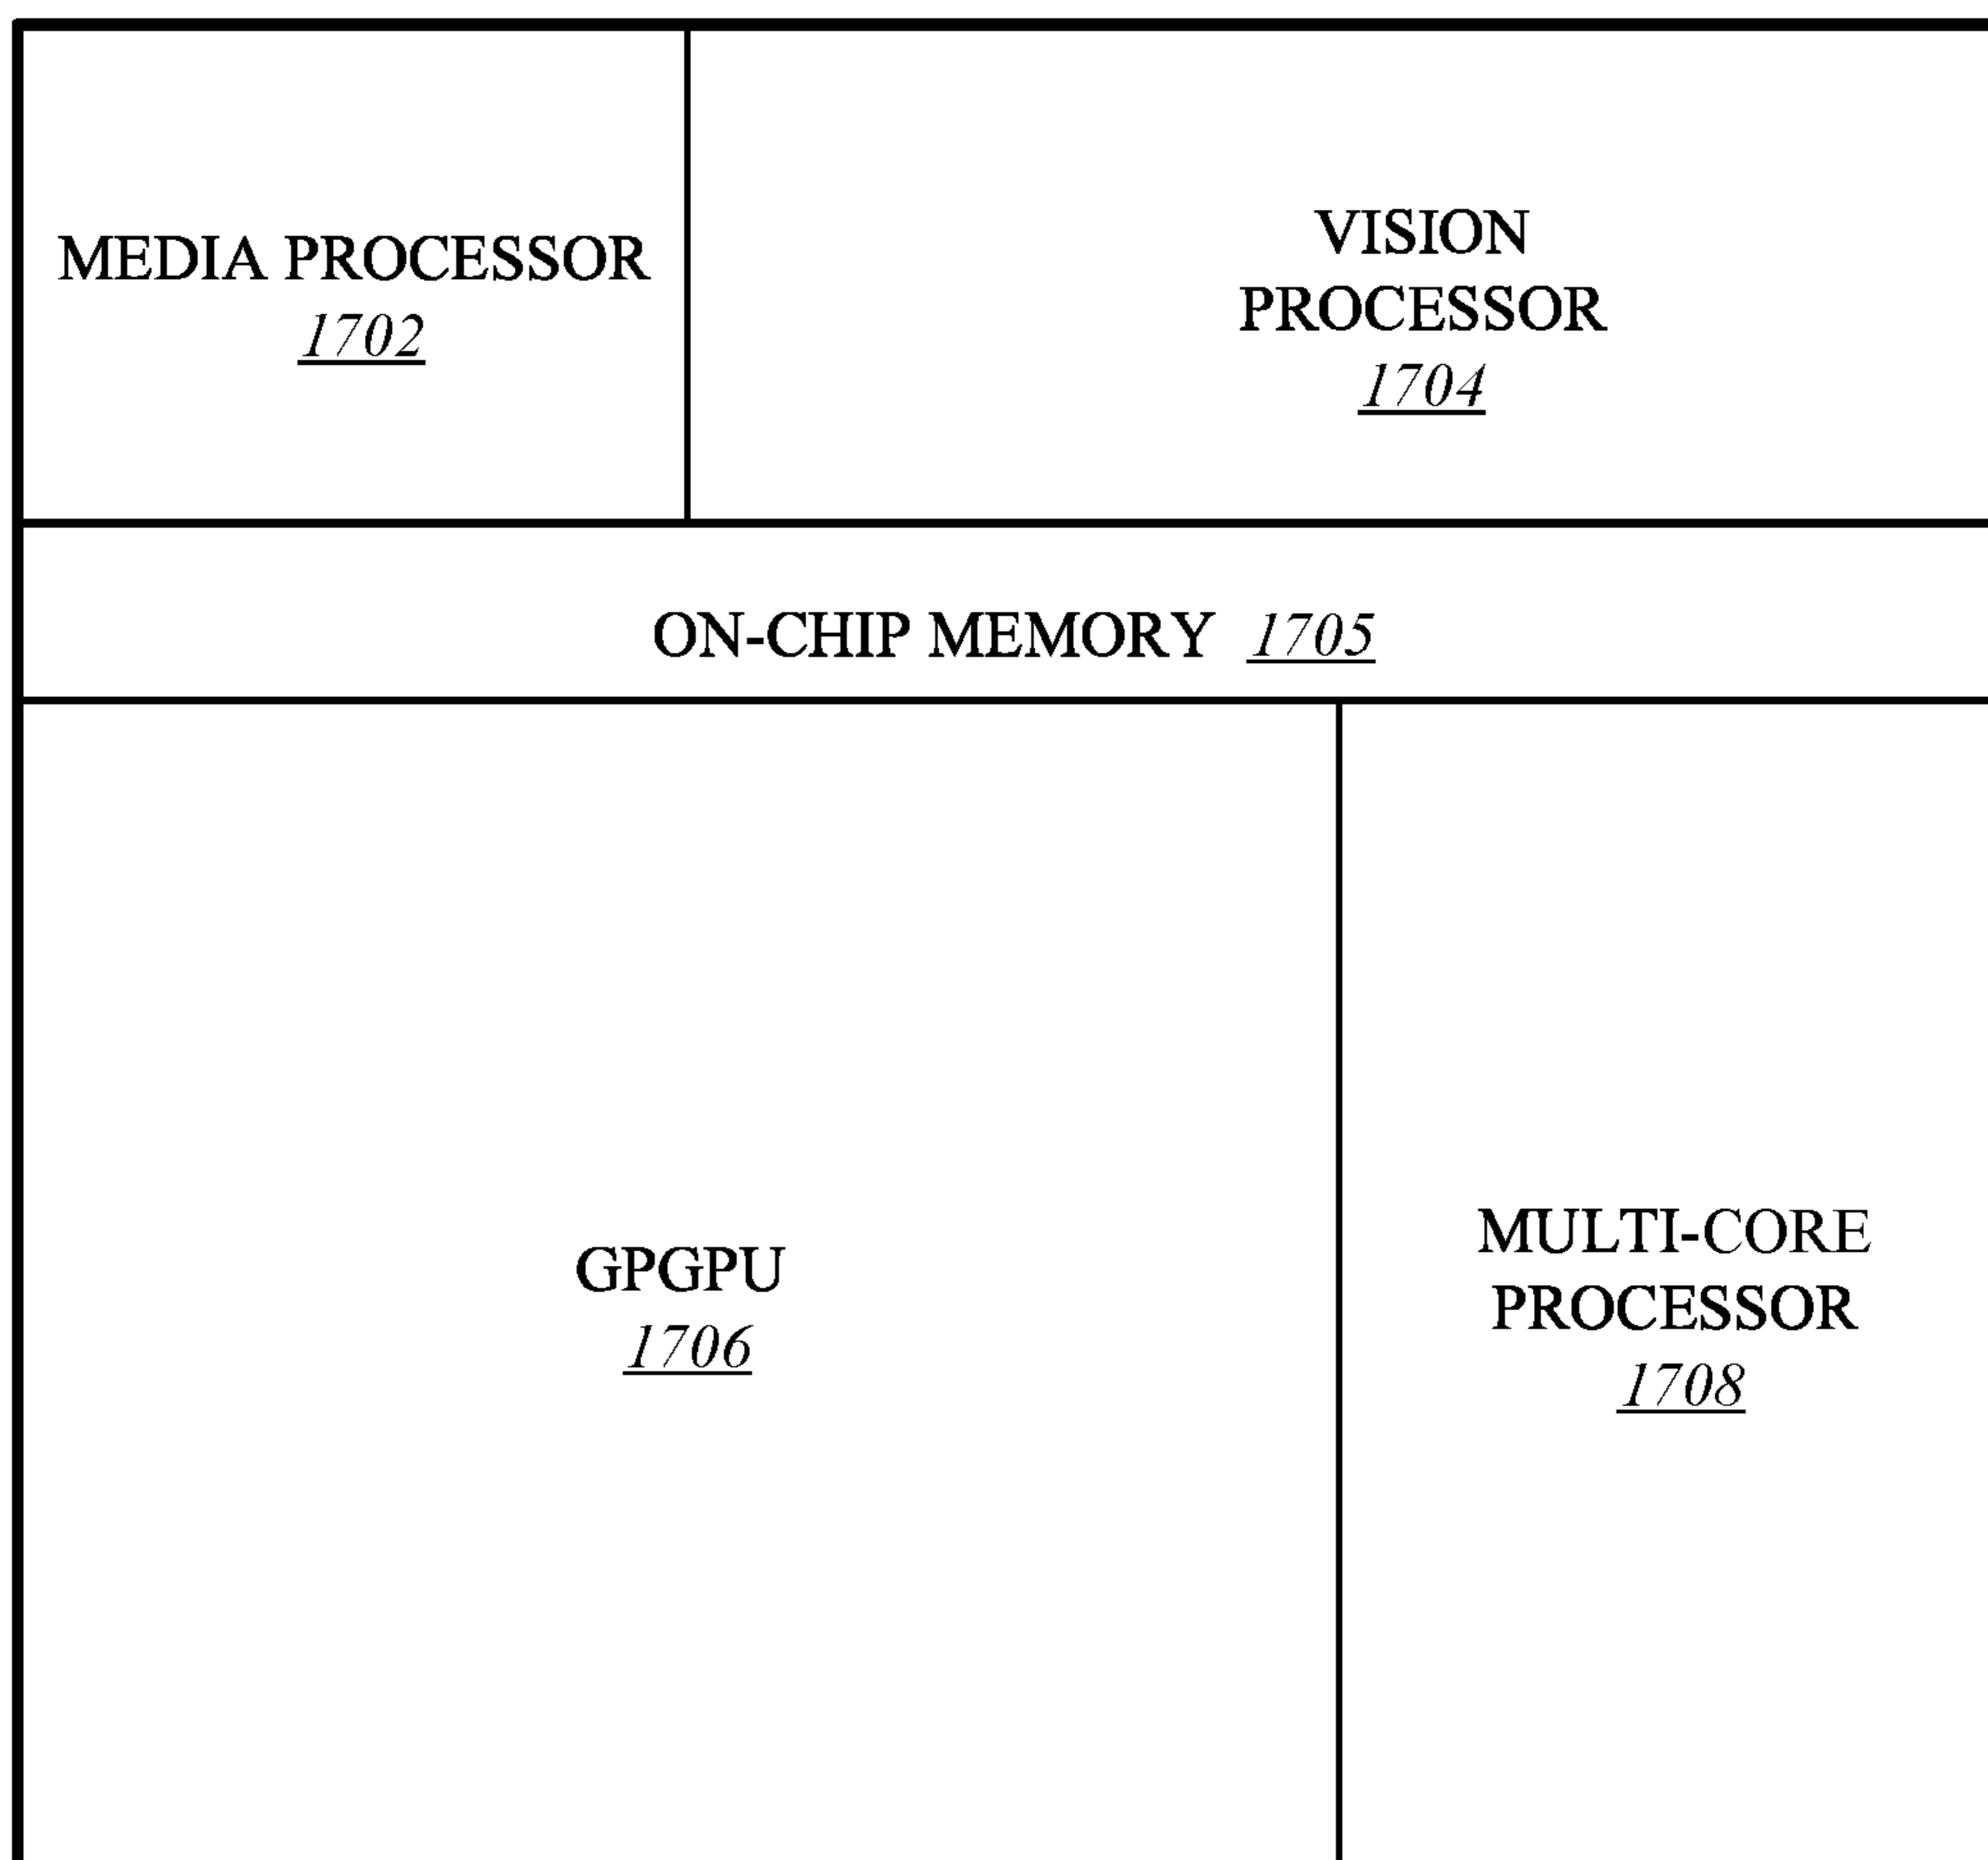 MEDIA PROCESSOR
1702
VISION
PROCESSOR
1704
ON-CHIP MEMORY 1705
GPGPU
1706
MULTI-CORE
PROCESSOR
1708